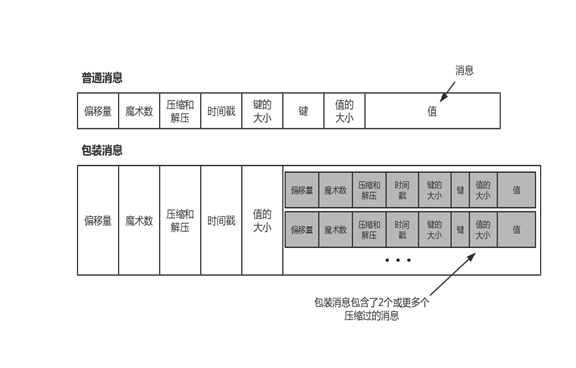 消息
普通消息
偏移量 魔术数 压缩和 时间戳 键的 键 值的 值
解压 大小 大小
包装消息
偏移量 魔术数 压缩和 时间 键的 键 值的 值
解压 戳 大小 大小
偏移量 魔术数 压缩和 时间戳 值的
解压 大小
偏移量 魔术数 压缩和 时间 键的 键 值的 值
解压 戳 大小 大小
• • •
包装消息包含了2个或更多个
压缩过的消息